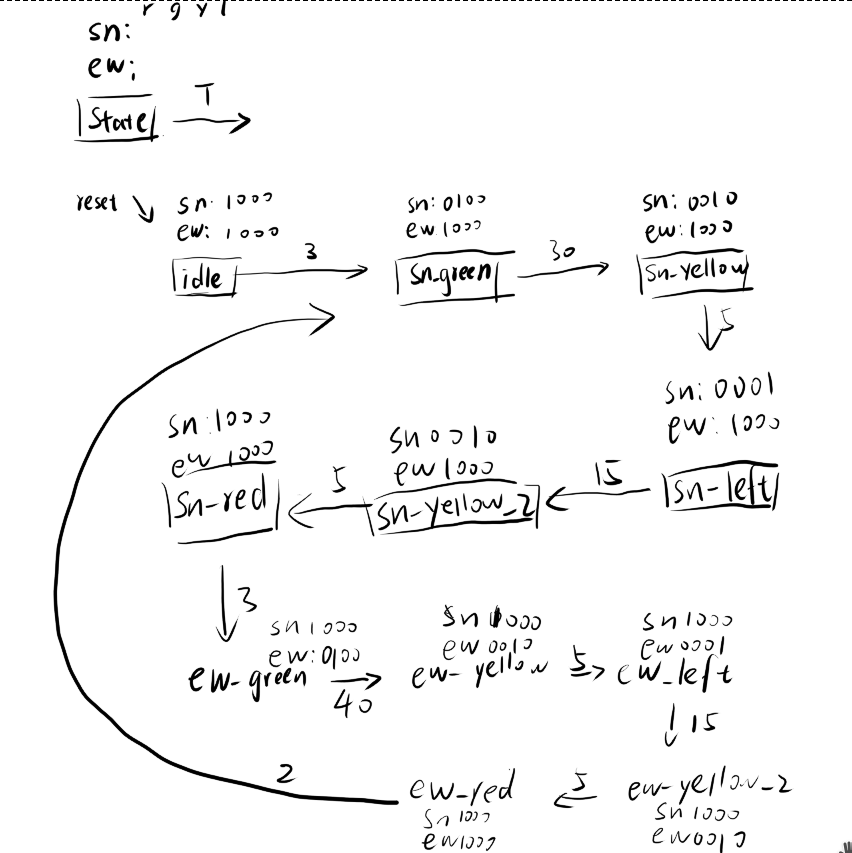 r g y l
sn:
ew:
State
T
reset
sn: 1000
ew: 1000
idle
3
sn: 0100
ew 1000
sn_green
30
sn: 0010
ew: 1000
sn-yellow
5
sn: 0001
ew: 1000
sn-left
15
sn 0010
ew 1000
sn-yellow_2
5
sn: 1000
ew 1000
sn-red
3
sn 1000
ew: 0100
ew-green
40
sn 1000
ew 0010
ew-yellow
5
sn 1000
ew 0001
ew_left
15
ew-yellow_2
sn 1000
ew 0010
5
ew_red
sn 1000
ew 1000
2